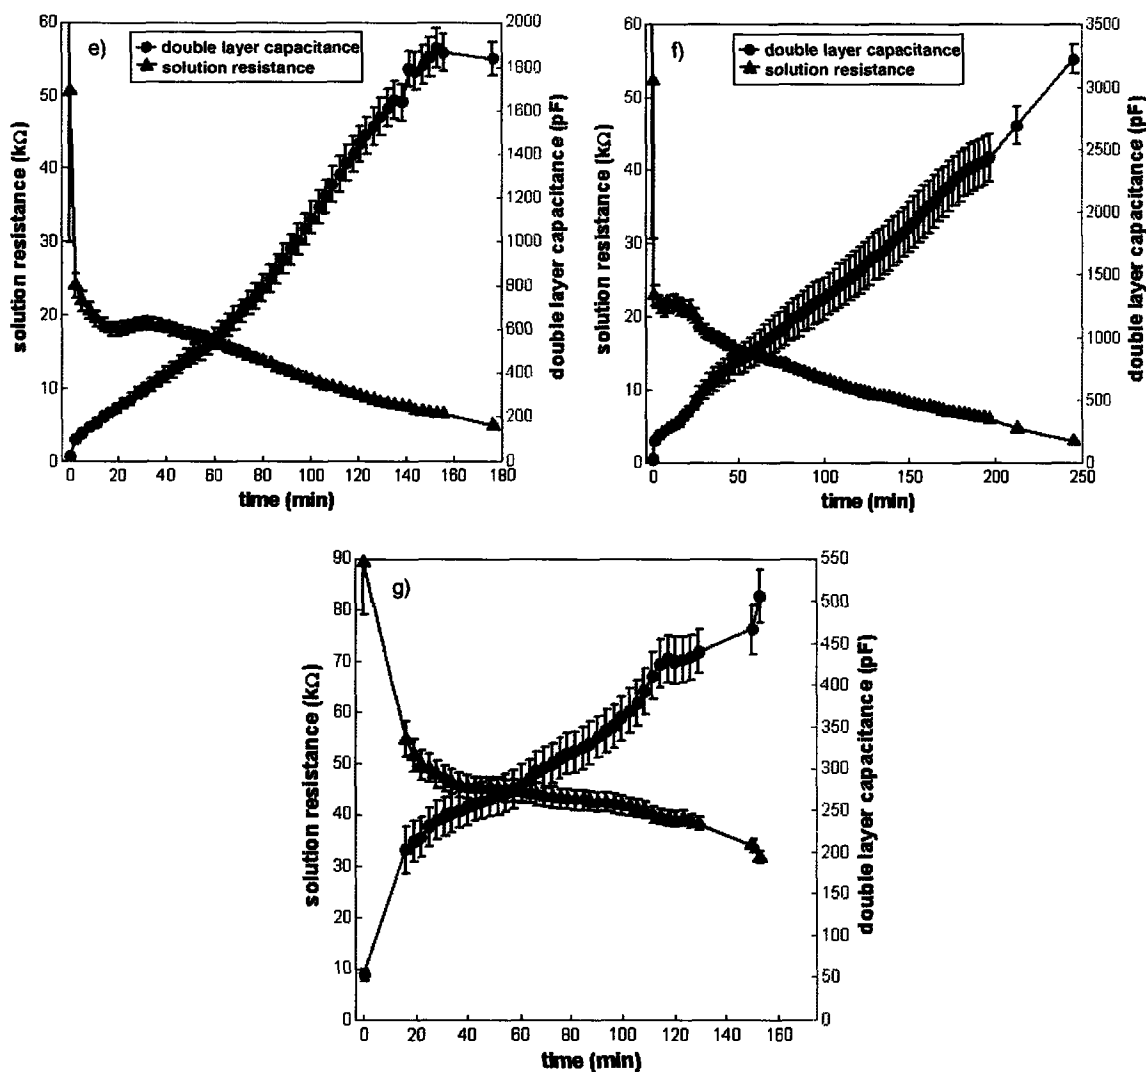 e)
double layer capacitance
solution resistance
solution resistance (kΩ)
60
50
40
30
20
10
0
double layer capacitance (pF)
2000
1800
1600
1400
1200
1000
800
600
400
200
0
0 20 40 60 80 100 120 140 160 180
time (min)
f)
double layer capacitance
solution resistance
solution resistance (kΩ)
60
50
40
30
20
10
0
double layer capacitance (pF)
3500
3000
2500
2000
1500
1000
500
0
0 50 100 150 200 250
time (min)
g)
solution resistance (kΩ)
90
80
70
60
50
40
30
20
10
0
double layer capacitance (pF)
550
500
450
400
350
300
250
200
150
100
50
0
0 20 40 60 80 100 120 140 160
time (min)